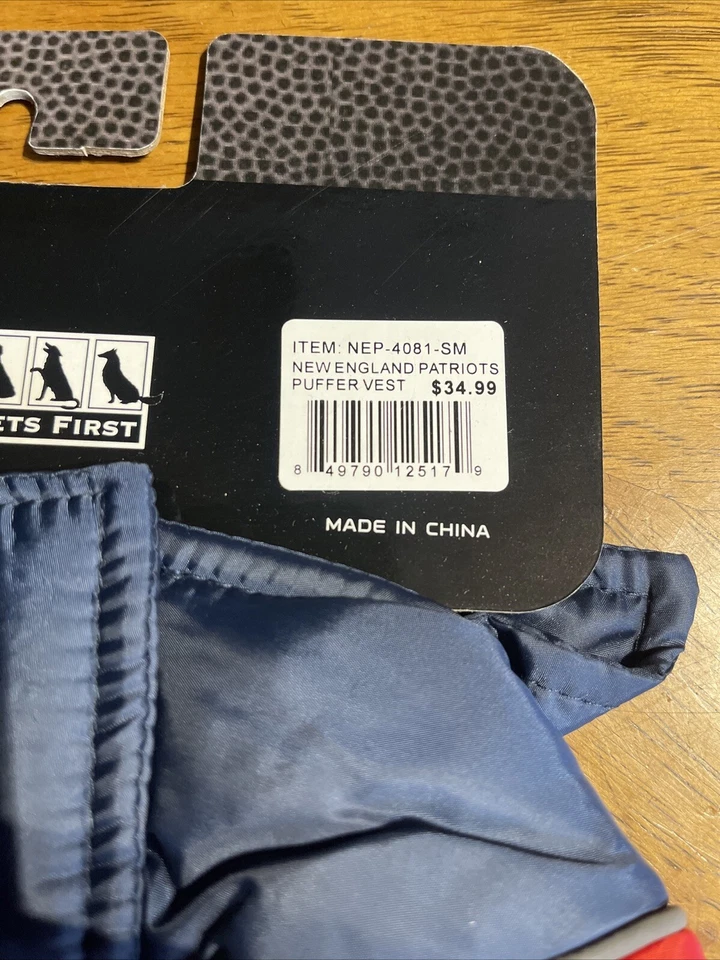 ITEM: NEP-4081-SM
NEW ENGLAND PATRIOTS
PUFFER VEST $34.99
8 49790 12517 9
ETS FIRST
MADE IN CHINA